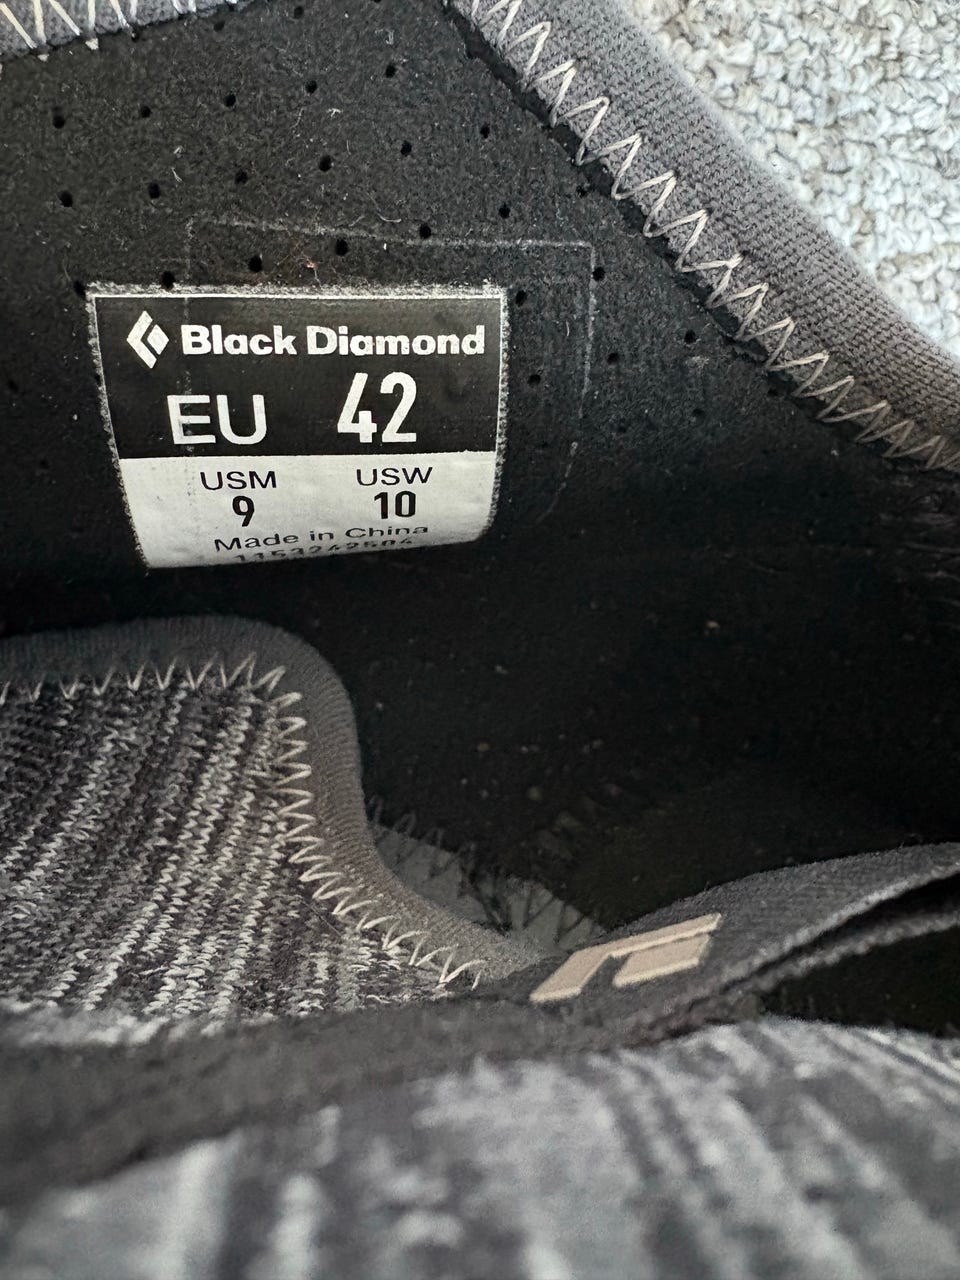 Black Diamond
EU 42
USM USW
9 10
Made in China